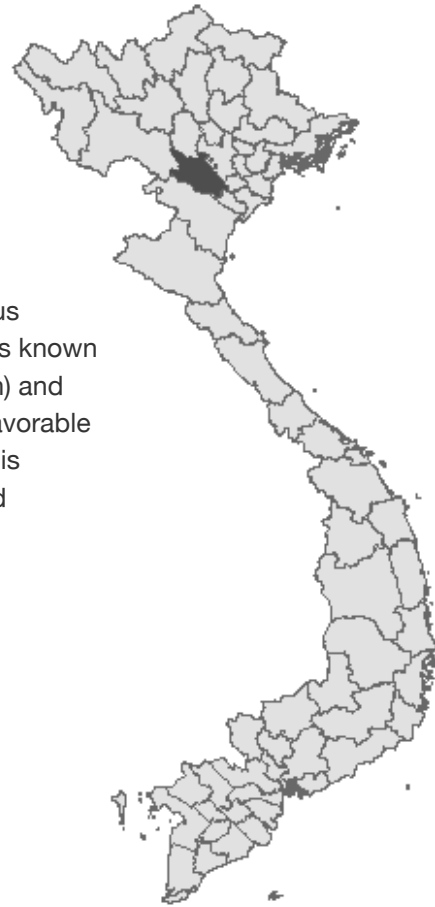 us
s known
n) and
avorable
is
d